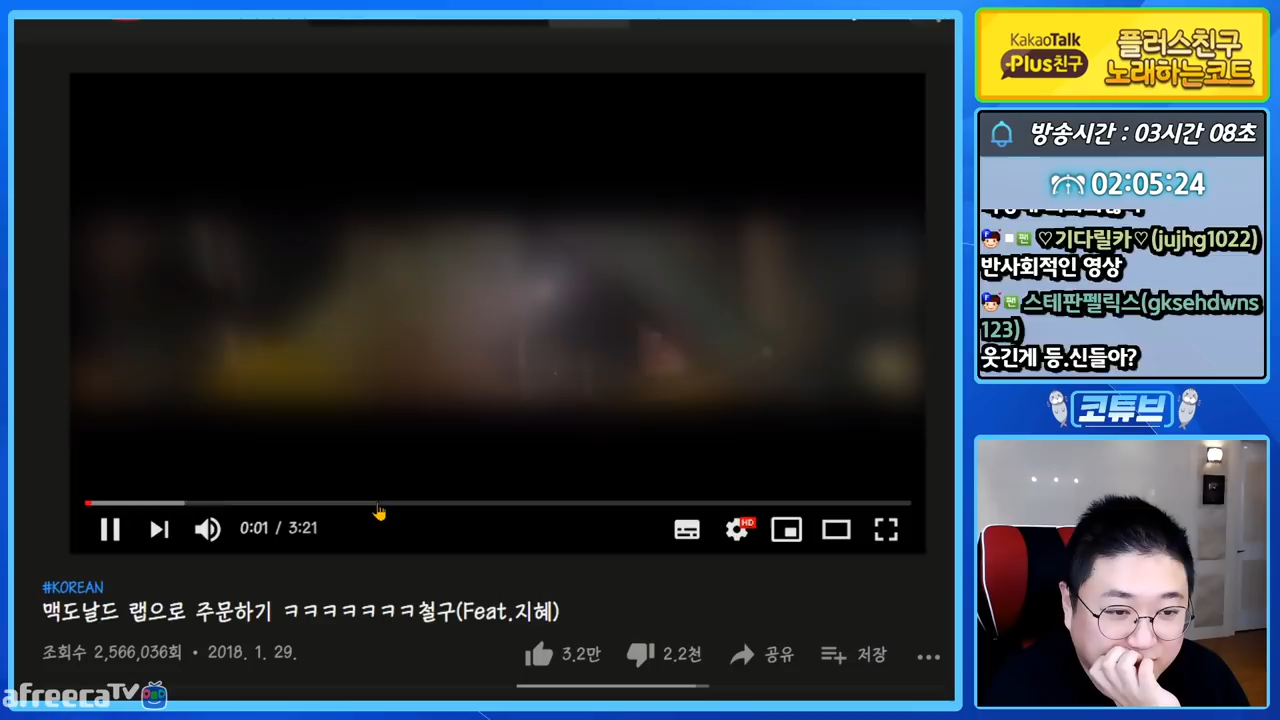 KakaoTalk
Plus친구
플러스친구
노래하는코트
방송시간 : 03시간 08초
02:05:24
♡기다릴카♡(jujhg1022)
반사회적인 영상
스테판펠릭스(gksehdwns
123)
웃긴게 등.신들아?
코튜브
0:01 / 3:21
HD
#KOREAN
맥도날드 랩으로 주문하기 ㅋㅋㅋㅋㅋㅋㅋ철구(Feat.지혜)
조회수 2,566,036회 • 2018. 1. 29.
3.2만
2.2천
공유
저장
afreecaTV